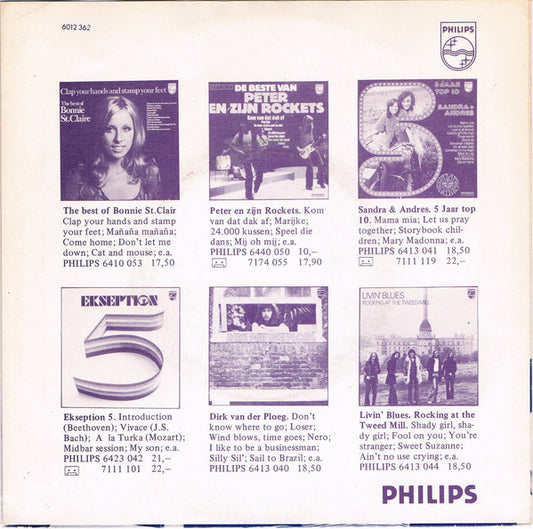 6012 362
PHILIPS
Clap your hands and stamp your feet
The best of
Bonnie
St.Claire
DE BESTE VAN
PETER
EN ZIJN ROCKETS
Kom van dat dak af
5 JAAR
TOP 10
SANDRA+
ANDRES
The best of Bonnie St.Clair
Clap your hands and stamp
your feet; Mañaña mañaña;
Come home; Don't let me
down; Cat and mouse; e.a.
PHILIPS 6410 053 17,50
Peter en zijn Rockets. Kom
van dat dak af; Marijke;
24.000 kussen; Speel die
dans; Mij oh mij; e.a.
PHILIPS 6440 050 10,—
7174 055 17,90
Sandra & Andres. 5 Jaar top
10. Mama mia; Let us pray
together; Storybook chil-
dren; Mary Madonna; e.a.
PHILIPS 6413 041 18,50
7111 119 22,—
EKSEPTION
5
LIVIN' BLUES
ROCKING AT THE TWEED MILL
Ekseption 5. Introduction
(Beethoven); Vivace (J.S.
Bach); A la Turka (Mozart);
Midbar session; My son; e.a.
PHILIPS 6423 042 21,—
7111 101 22,—
Dirk van der Ploeg. Don't
know where to go; Loser;
Wind blows, time goes; Nero;
I like to be a businessman;
Silly Sil'; Sail to Brazil; e.a.
PHILIPS 6413 040 18,50
Livin' Blues. Rocking at the
Tweed Mill. Shady girl, sha-
dy girl; Fool on you; You're
stranger; Sweet Suzanne;
Ain't no use crying; e.a.
PHILIPS 6413 044 18,50
PHILIPS